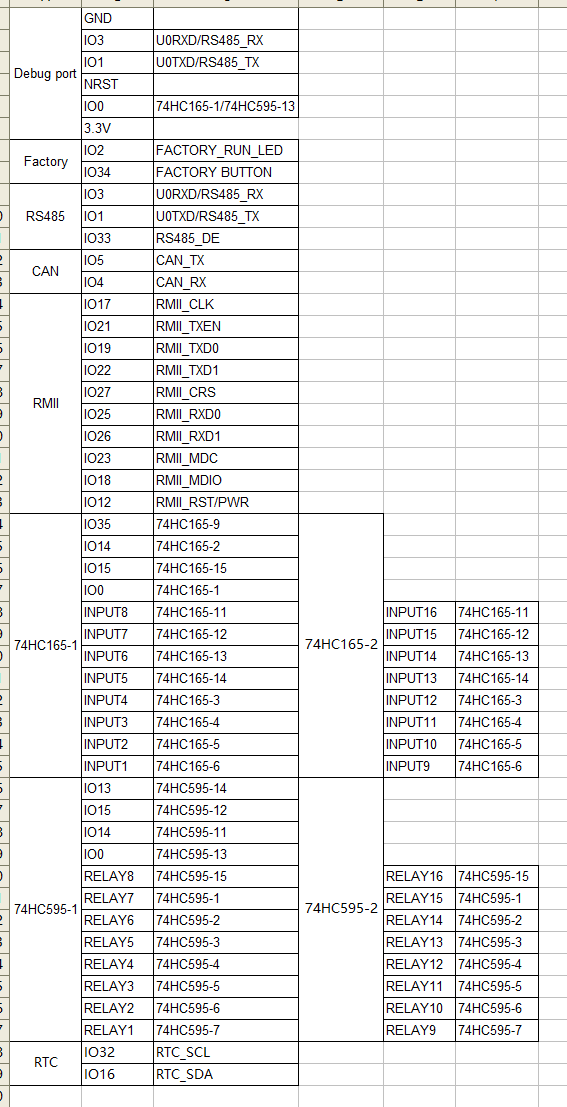 GND
IO3 U0RXD/RS485_RX
IO1 U0TXD/RS485_TX
Debug port
NRST
IO0 74HC165-1/74HC595-13
3.3V
IO2 FACTORY_RUN_LED
Factory
IO34 FACTORY BUTTON
IO3 U0RXD/RS485_RX
RS485 IO1 U0TXD/RS485_TX
IO33 RS485_DE
IO5 CAN_TX
CAN
IO4 CAN_RX
IO17 RMII_CLK
IO21 RMII_TXEN
IO19 RMII_TXD0
IO22 RMII_TXD1
IO27 RMII_CRS
RMII
IO25 RMII_RXD0
IO26 RMII_RXD1
IO23 RMII_MDC
IO18 RMII_MDIO
IO12 RMII_RST/PWR
IO35 74HC165-9
IO14 74HC165-2
IO15 74HC165-15
IO0 74HC165-1
INPUT8 74HC165-11 INPUT16 74HC165-11
INPUT7 74HC165-12 INPUT15 74HC165-12
74HC165-1 74HC165-2
INPUT6 74HC165-13 INPUT14 74HC165-13
INPUT5 74HC165-14 INPUT13 74HC165-14
INPUT4 74HC165-3 INPUT12 74HC165-3
INPUT3 74HC165-4 INPUT11 74HC165-4
INPUT2 74HC165-5 INPUT10 74HC165-5
INPUT1 74HC165-6 INPUT9 74HC165-6
IO13 74HC595-14
IO15 74HC595-12
IO14 74HC595-11
IO0 74HC595-13
RELAY8 74HC595-15 RELAY16 74HC595-15
RELAY7 74HC595-1 RELAY15 74HC595-1
74HC595-1 74HC595-2
RELAY6 74HC595-2 RELAY14 74HC595-2
RELAY5 74HC595-3 RELAY13 74HC595-3
RELAY4 74HC595-4 RELAY12 74HC595-4
RELAY3 74HC595-5 RELAY11 74HC595-5
RELAY2 74HC595-6 RELAY10 74HC595-6
RELAY1 74HC595-7 RELAY9 74HC595-7
IO32 RTC_SCL
RTC
IO16 RTC_SDA